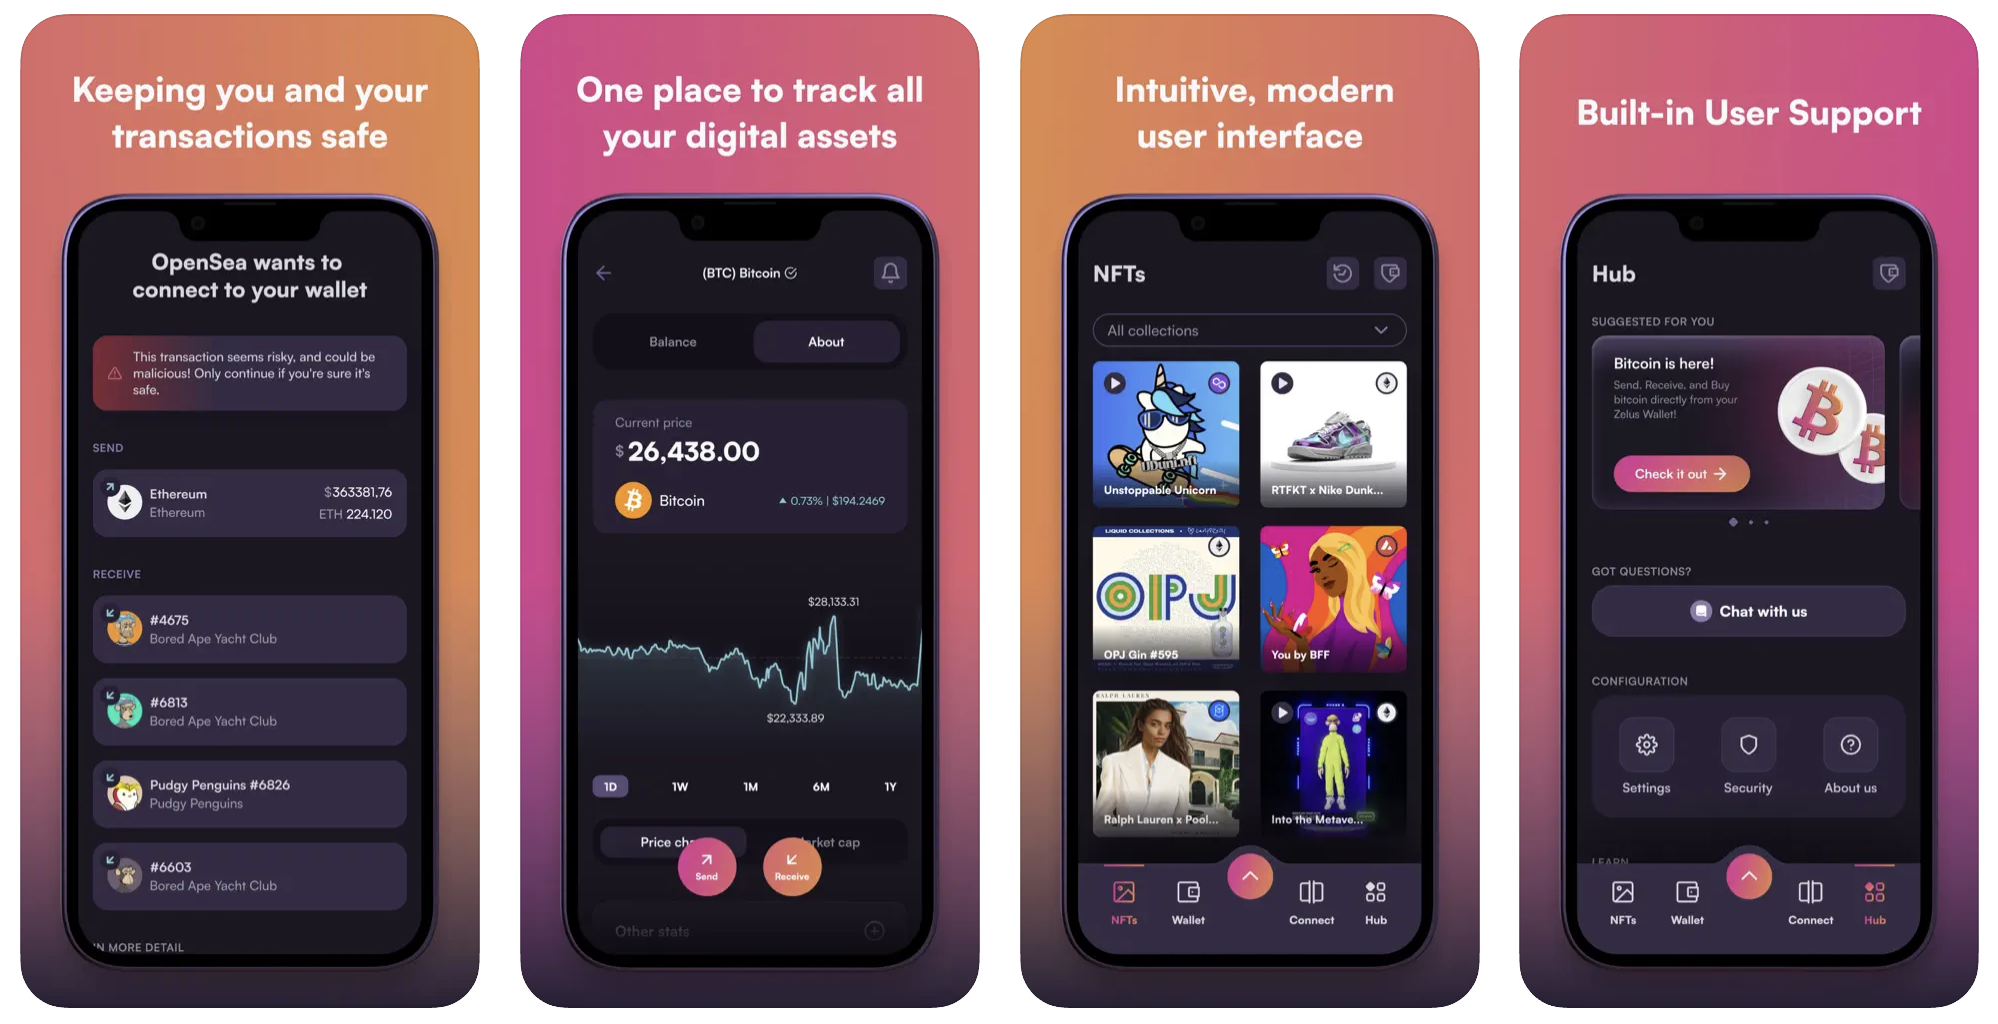 Keeping you and your
transactions safe
OpenSea wants to
connect to your wallet
This transaction seems risky, and could be
malicious! Only continue if you're sure it's
safe.
SEND
Ethereum
$363381.76
Ethereum
ETH 224.120
RECEIVE
#4675
Bored Ape Yacht Club
#6813
Bored Ape Yacht Club
Pudgy Penguins #6826
Pudgy Penguins
#6603
Bored Ape Yacht Club
IN MORE DETAIL
One place to track all
your digital assets
(BTC) Bitcoin
Balance
About
Current price
$ 26,438.00
Bitcoin
0.73% | $194.2469
$28,133.31
$22,333.89
1D 1W 1M 6M 1Y
Price cha
rket cap
Send
Receive
Other stats
Intuitive, modern
user interface
NFTs
All collections
Unstoppable Unicorn
RTFKT x Nike Dunk...
LIQUID COLLECTIONS
OPJ
OPJ Gin #595
You by BFF
RALPH LAUREN
Ralph Lauren x Pool...
Into the Metave...
NFTs
Wallet
Connect
Hub
Built-in User Support
Hub
SUGGESTED FOR YOU
Bitcoin is here!
Send, Receive, and Buy
bitcoin directly from your
Zelus Wallet!
Check it out →
GOT QUESTIONS?
Chat with us
CONFIGURATION
Settings
Security
About us
LEARN
NFTs
Wallet
Connect
Hub